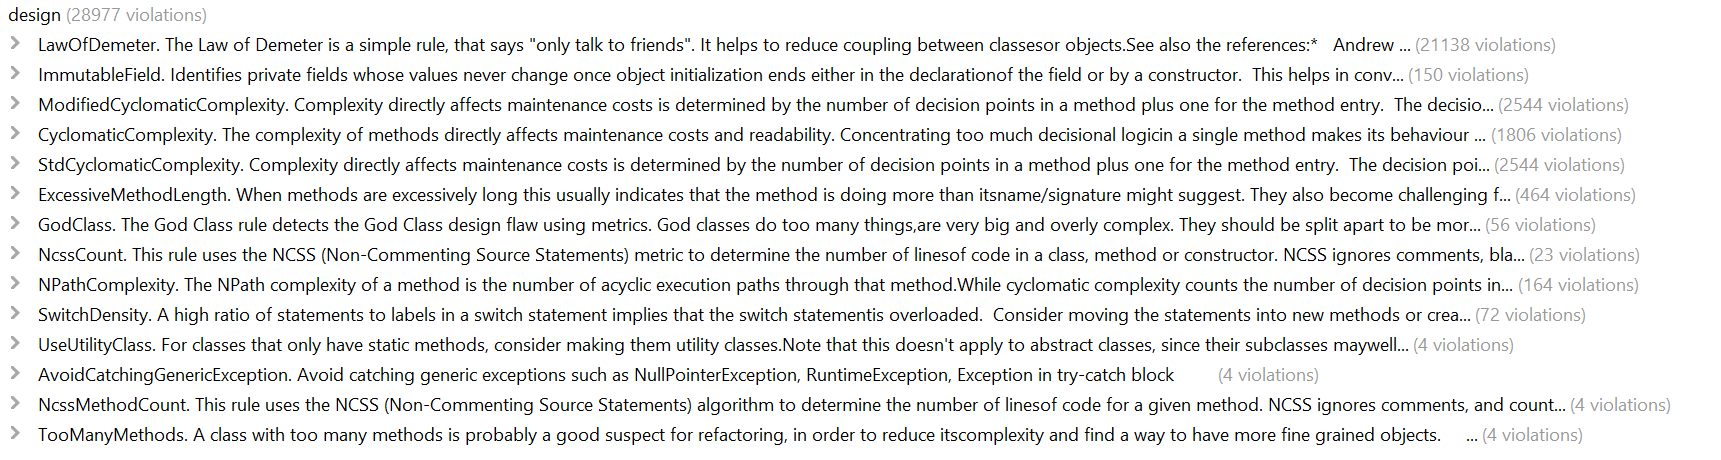 design (28977 violations)
LawOfDemeter. The Law of Demeter is a simple rule, that says "only talk to friends". It helps to reduce coupling between classesor objects.See also the references:* Andrew ... (21138 violations)
ImmutableField. Identifies private fields whose values never change once object initialization ends either in the declarationof the field or by a constructor. This helps in conv... (150 violations)
ModifiedCyclomaticComplexity. Complexity directly affects maintenance costs is determined by the number of decision points in a method plus one for the method entry. The decisio... (2544 violations)
CyclomaticComplexity. The complexity of methods directly affects maintenance costs and readability. Concentrating too much decisional logicin a single method makes its behaviour ... (1806 violations)
StdCyclomaticComplexity. Complexity directly affects maintenance costs is determined by the number of decision points in a method plus one for the method entry. The decision poi... (2544 violations)
ExcessiveMethodLength. When methods are excessively long this usually indicates that the method is doing more than itsname/signature might suggest. They also become challenging f... (464 violations)
GodClass. The God Class rule detects the God Class design flaw using metrics. God classes do too many things,are very big and overly complex. They should be split apart to be mor... (56 violations)
NcssCount. This rule uses the NCSS (Non-Commenting Source Statements) metric to determine the number of linesof code in a class, method or constructor. NCSS ignores comments, bla... (23 violations)
NPathComplexity. The NPath complexity of a method is the number of acyclic execution paths through that method.While cyclomatic complexity counts the number of decision points in... (164 violations)
SwitchDensity. A high ratio of statements to labels in a switch statement implies that the switch statementis overloaded. Consider moving the statements into new methods or crea... (72 violations)
UseUtilityClass. For classes that only have static methods, consider making them utility classes.Note that this doesn't apply to abstract classes, since their subclasses maywell... (4 violations)
AvoidCatchingGenericException. Avoid catching generic exceptions such as NullPointerException, RuntimeException, Exception in try-catch block (4 violations)
NcssMethodCount. This rule uses the NCSS (Non-Commenting Source Statements) algorithm to determine the number of linesof code for a given method. NCSS ignores comments, and count... (4 violations)
TooManyMethods. A class with too many methods is probably a good suspect for refactoring, in order to reduce itscomplexity and find a way to have more fine grained objects. ... (4 violations)